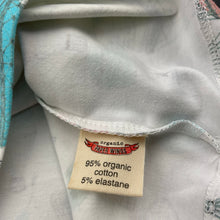 organic
95% organic
cotton
5% elastane